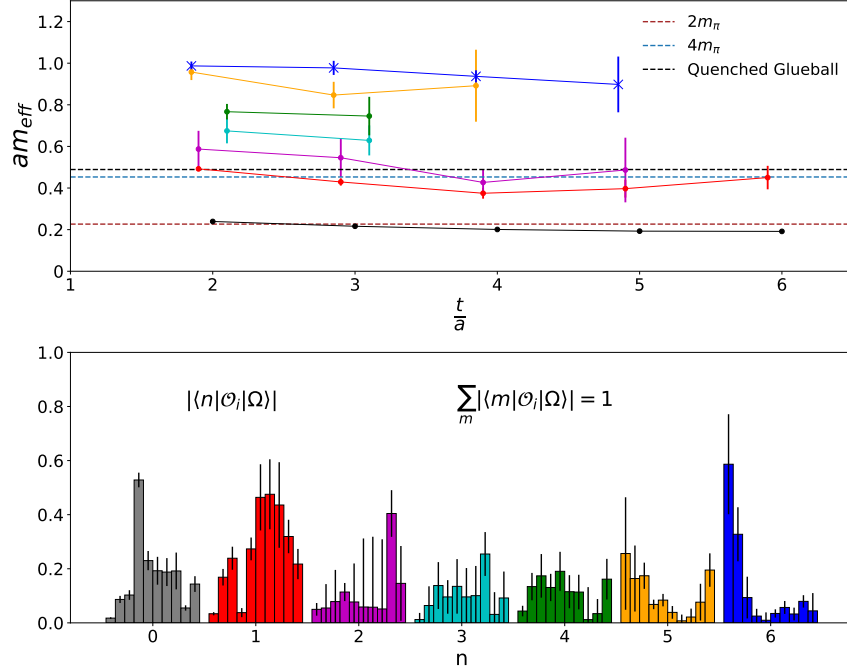 1.2
1.0
0.8
0.6
0.4
0.2
0
am_{eff}
2m_π
4m_π
Quenched Glueball
1 2 3 4 5 6
t/a
1.0
0.8
0.6
0.4
0.2
0.0
|⟨n|𝒪_i|Ω⟩| ∑_m|⟨m|𝒪_i|Ω⟩| = 1
0 1 2 3 4 5 6
n